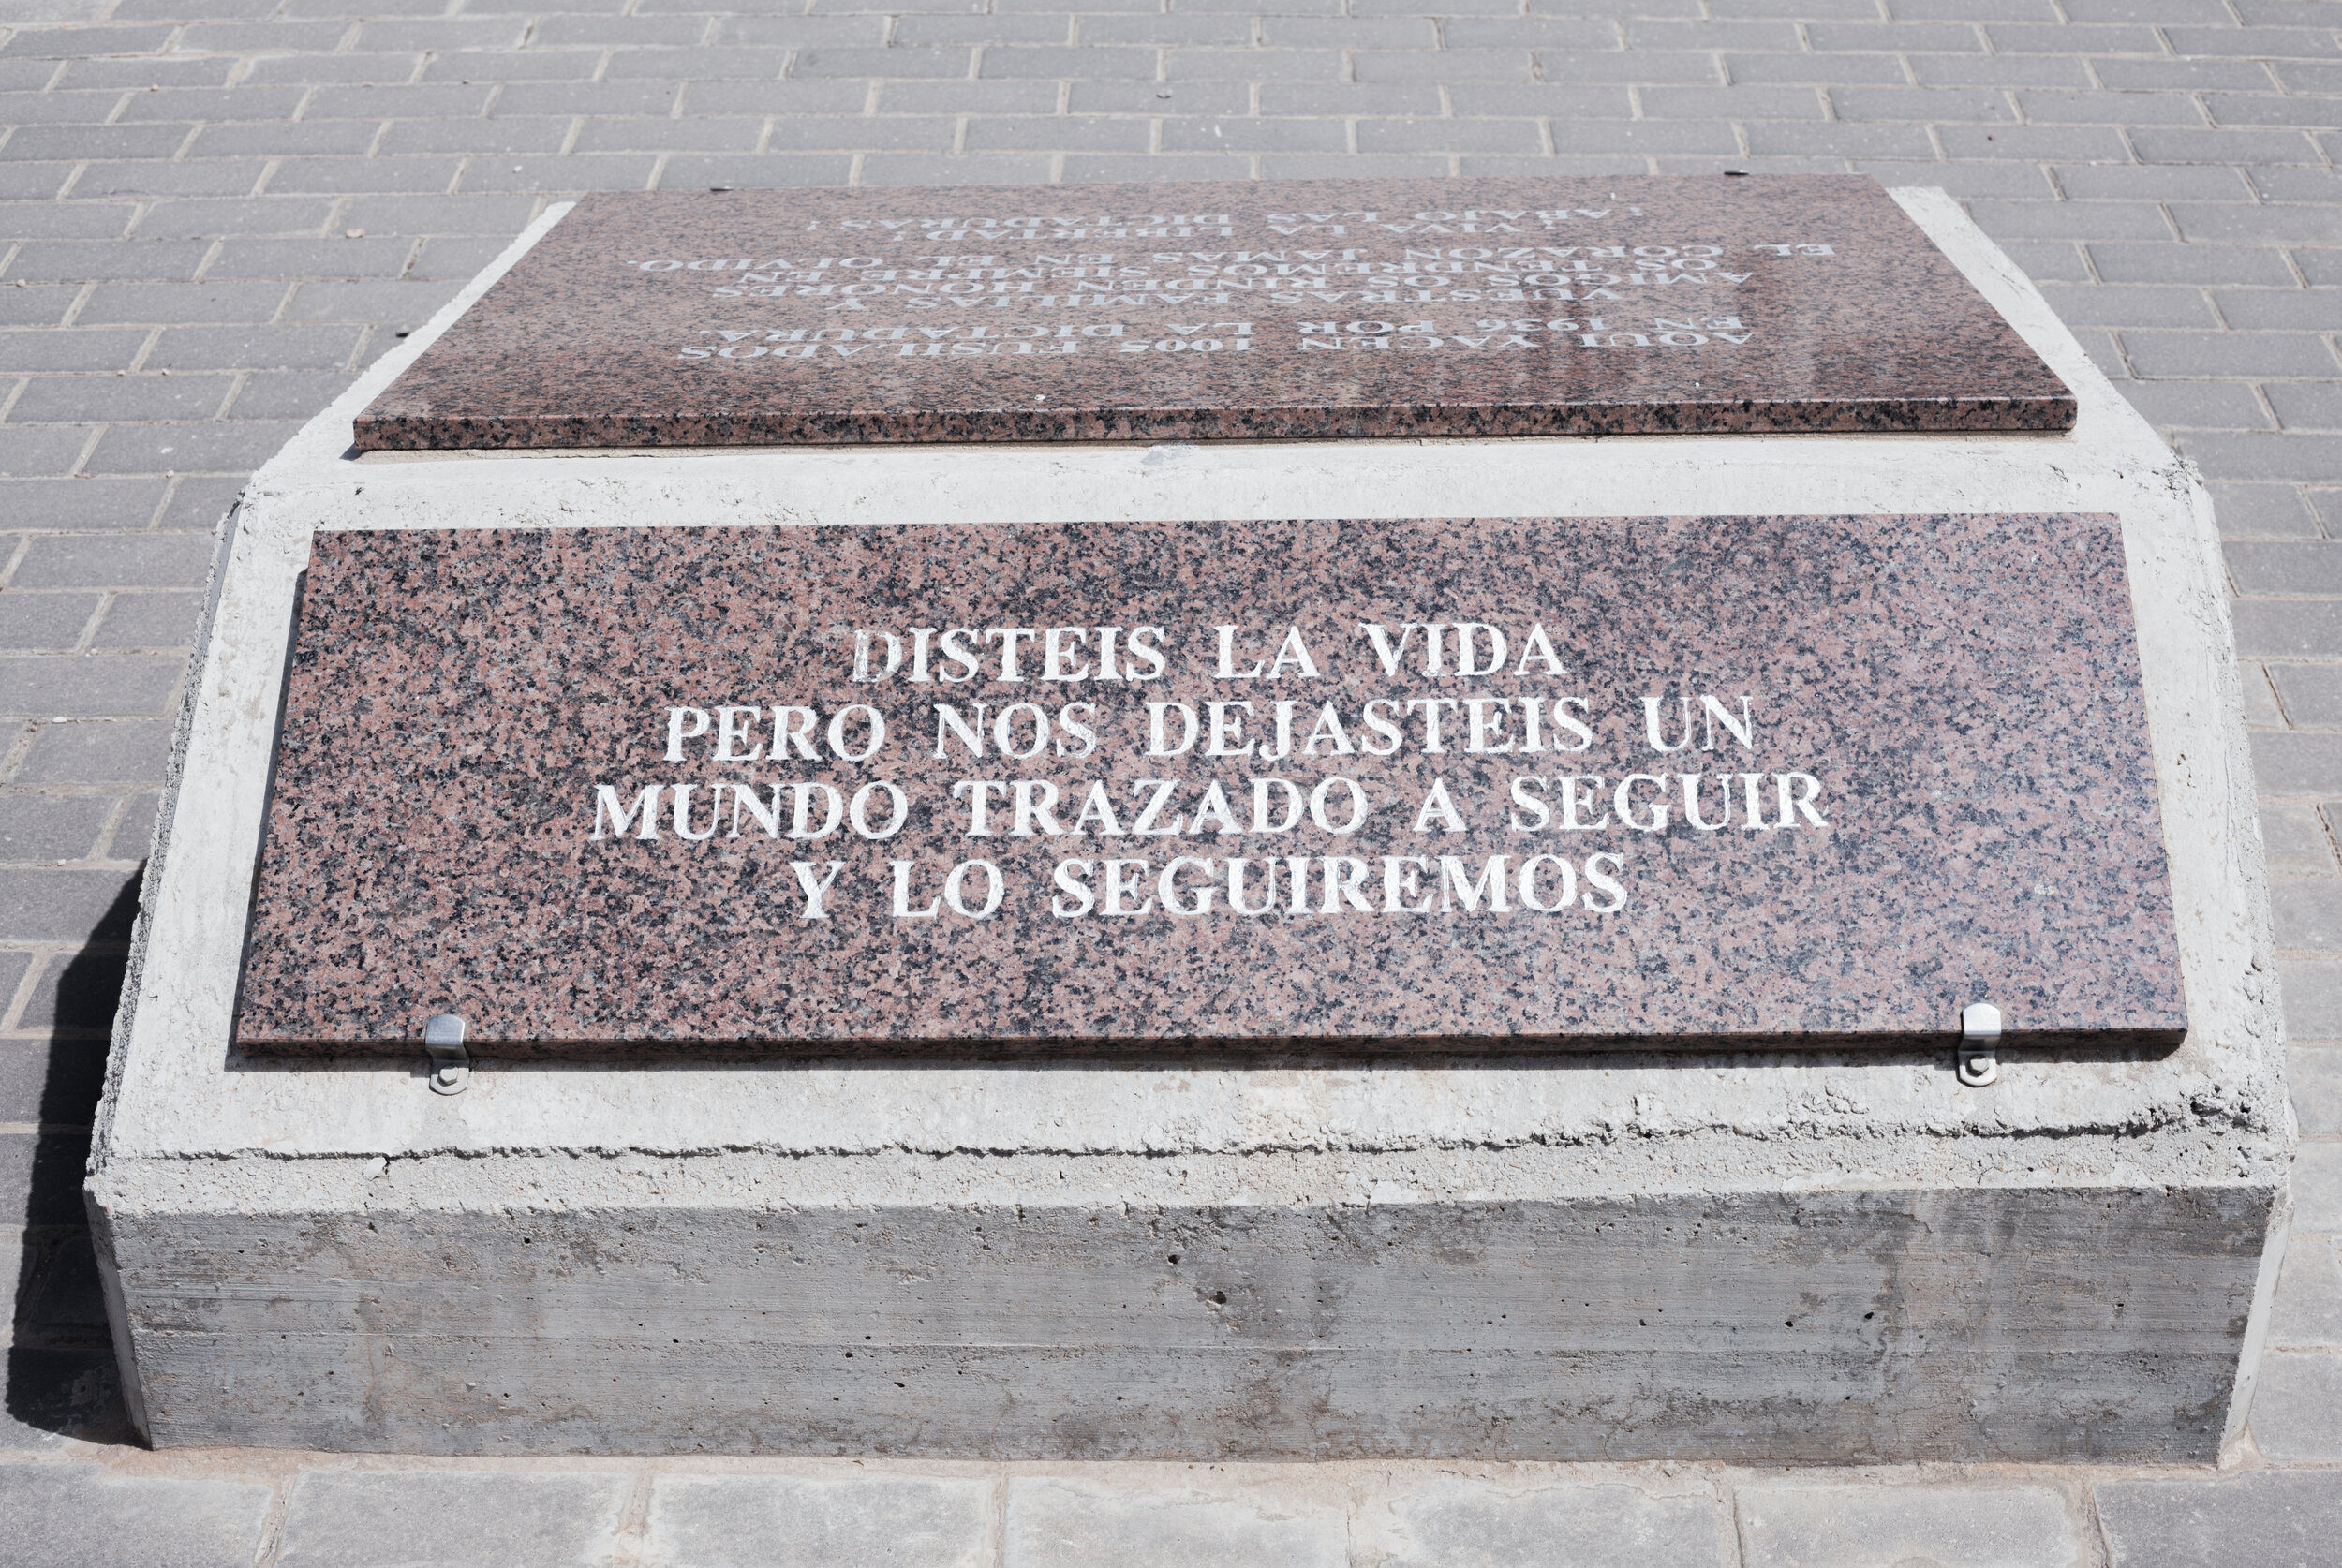 DISTEIS LA VIDA
PERO NOS DEJASTEIS UN
MUNDO TRAZADO A SEGUIR
Y LO SEGUIREMOS
AQUI YACEN 1005 FUSILADOS
EN 1936 POR LA DICTADURA.
VUESTRAS FAMILIAS Y
AMIGOS OS RINDEN HONORES
OS TENDREMOS SIEMPRE EN
EL CORAZON JAMAS EN EL OLVIDO.
¡VIVA LA LIBERTAD!
¡ABAJO LAS DICTADURAS!